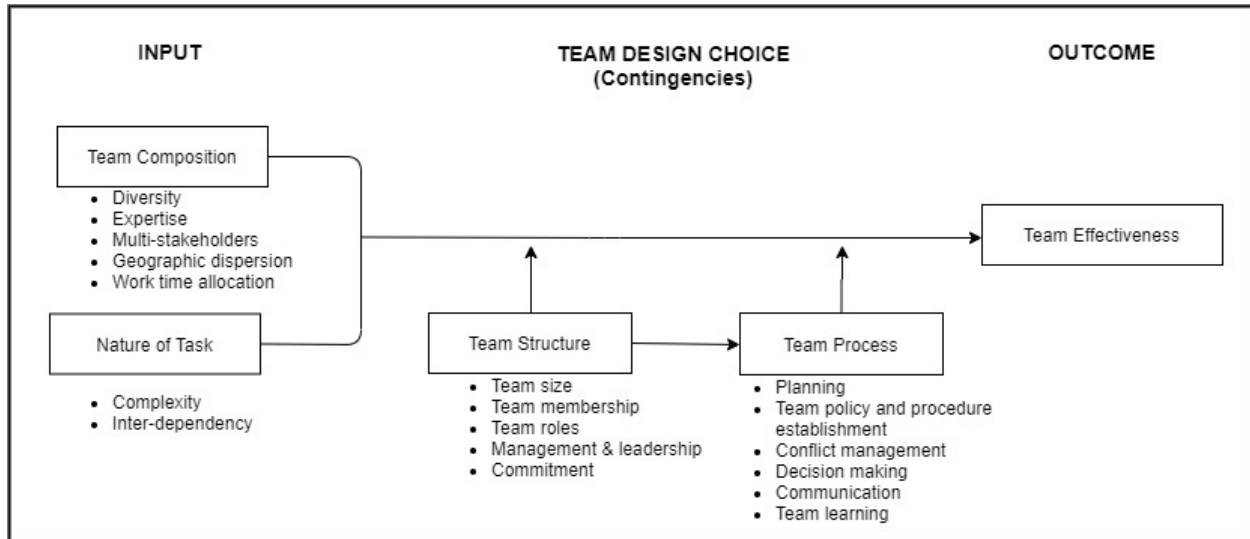 INPUT
TEAM DESIGN CHOICE
(Contingencies)
OUTCOME
Team Composition
• Diversity
• Expertise
• Multi-stakeholders
• Geographic dispersion
• Work time allocation
Nature of Task
• Complexity
• Inter-dependency
Team Structure
• Team size
• Team membership
• Team roles
• Management & leadership
• Commitment
Team Process
• Planning
• Team policy and procedure
establishment
• Conflict management
• Decision making
• Communication
• Team learning
Team Effectiveness